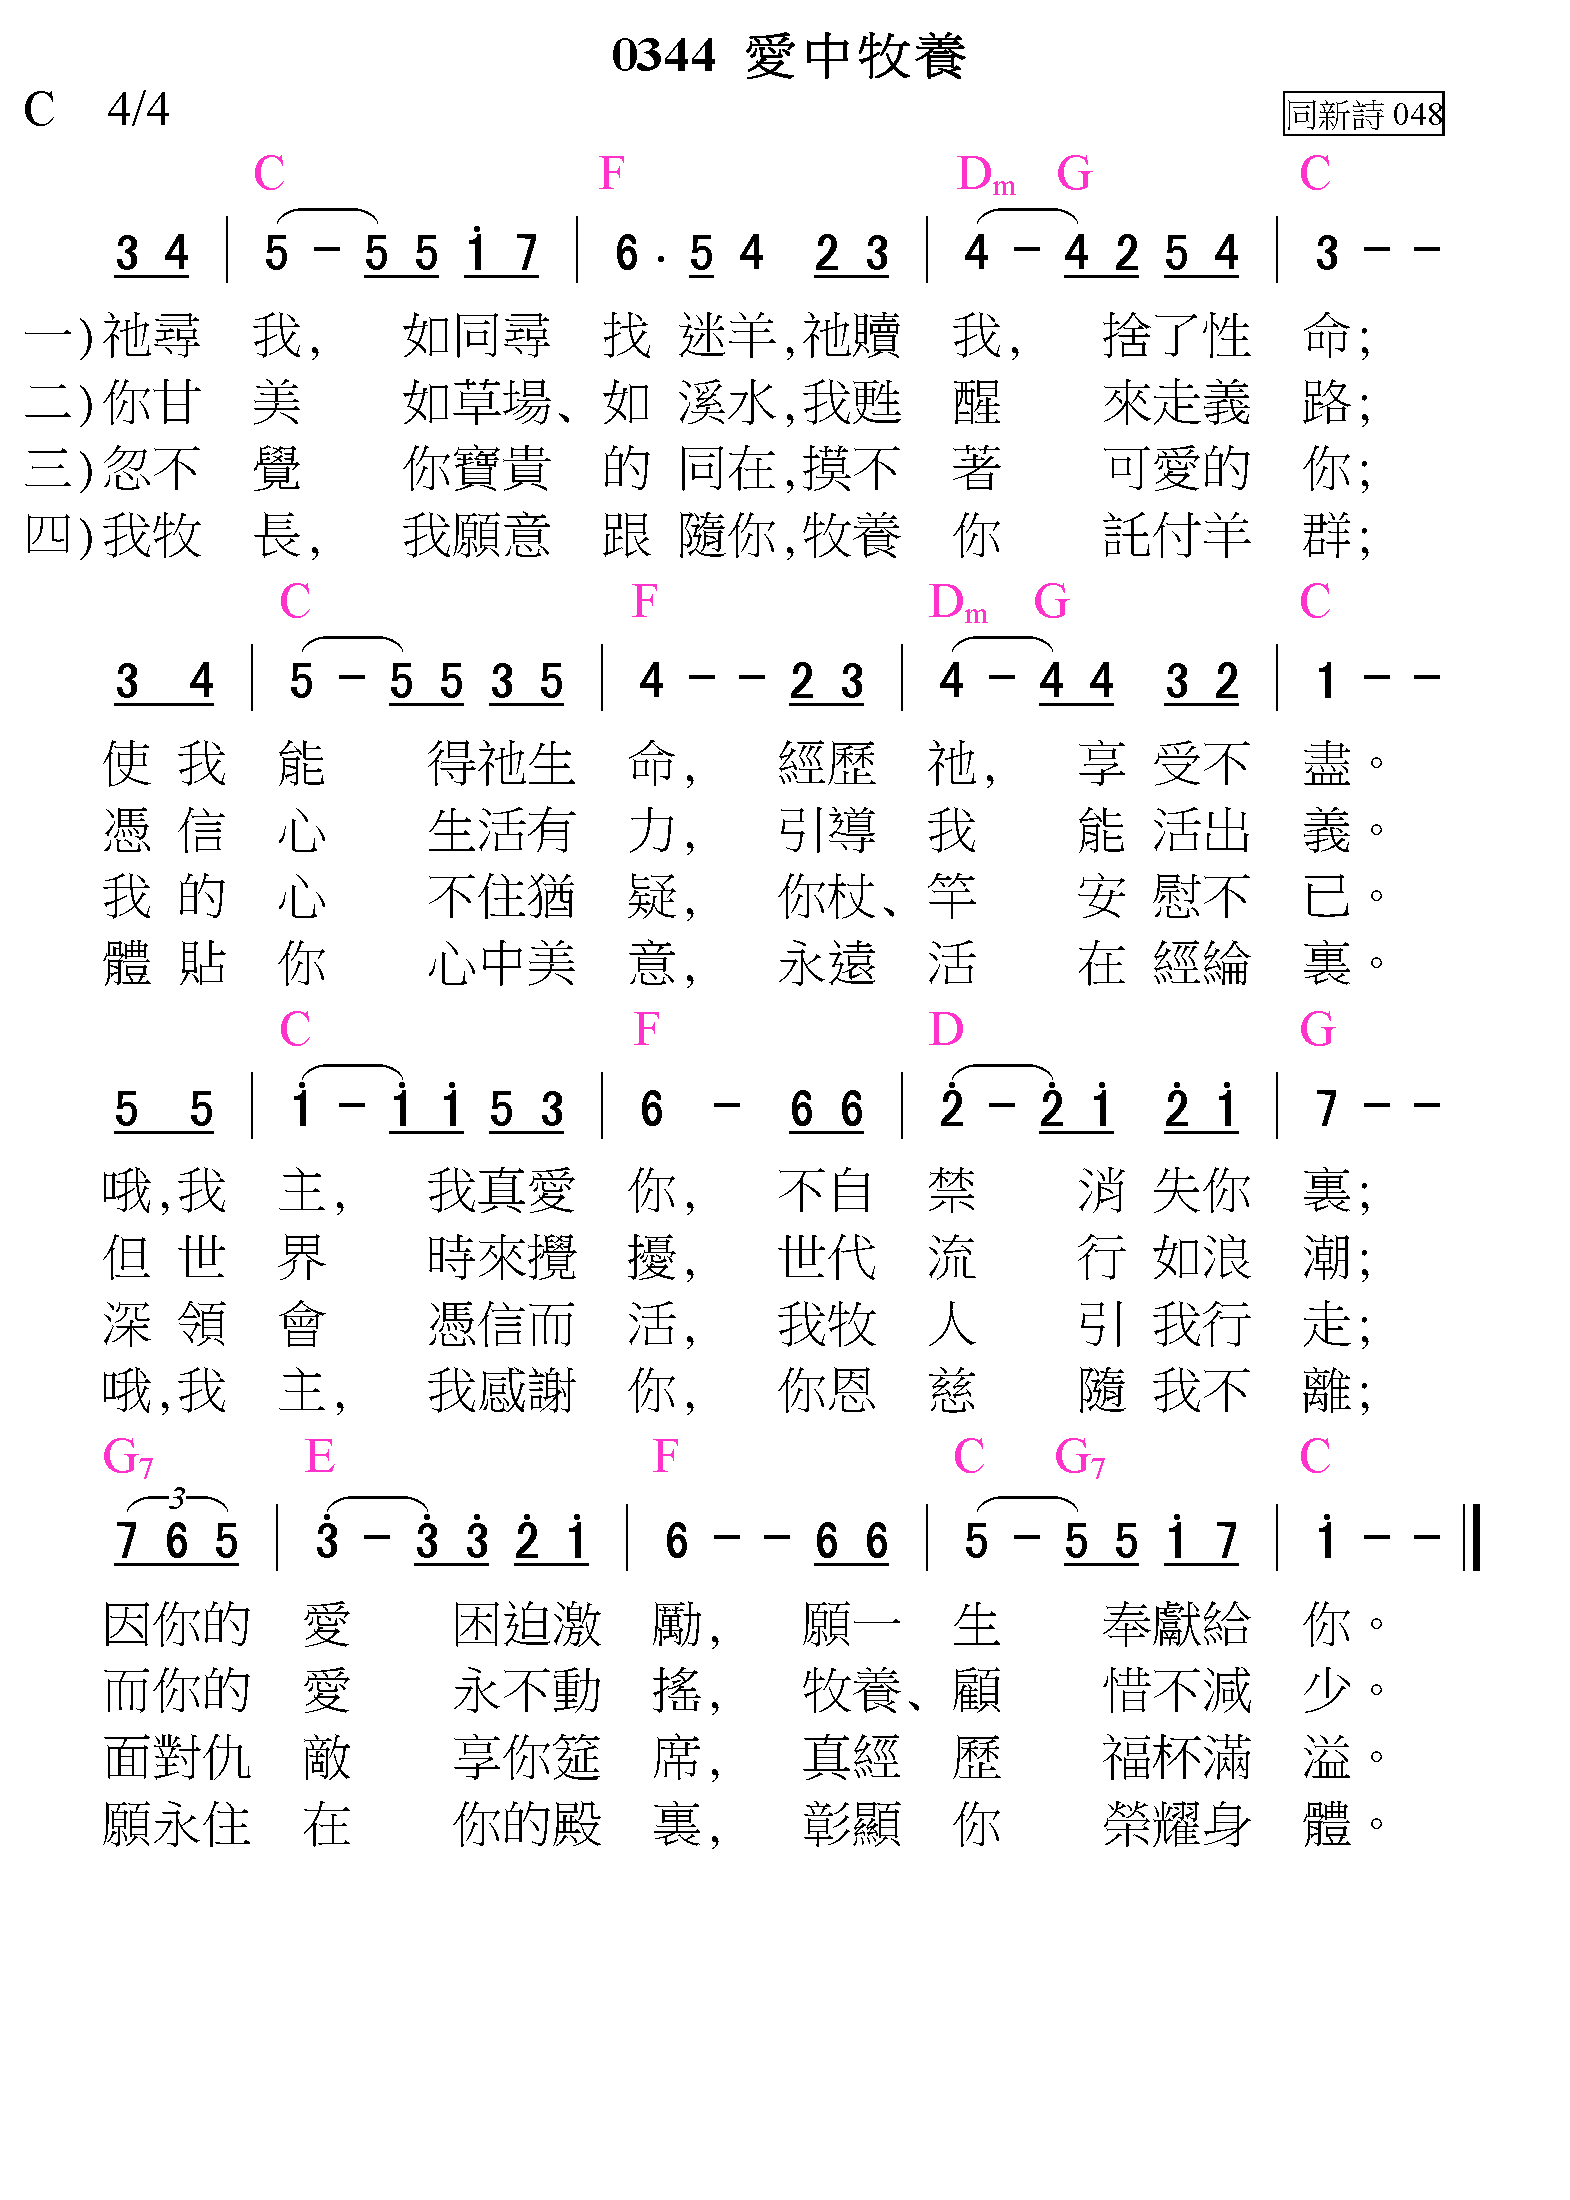 0344 愛中牧養
C 4/4 同新詩 048
C F Dm G C
3 4 | 5 - 5 5 1̇ 7 | 6 . 5 4 2 3 | 4 - 4 2 5 4 | 3 - -
一)祂尋 我, 如同尋 找 迷羊,祂贖 我, 捨了性 命;
二)你甘 美 如草場、如 溪水,我甦 醒 來走義 路;
三)忽不 覺 你寶貴 的 同在,摸不 著 可愛的 你;
四)我牧 長, 我願意 跟 隨你,牧養 你 託付羊 群;
C F Dm G C
3 4 | 5 - 5 5 3 5 | 4 - - 2 3 | 4 - 4 4 3 2 | 1 - -
使 我 能 得祂生 命, 經歷 祂, 享 受不 盡。
憑 信 心 生活有 力, 引導 我 能 活出 義。
我 的 心 不住猶 疑, 你杖、竿 安 慰不 已。
體 貼 你 心中美 意, 永遠 活 在 經綸 裏。
C F D G
5 5 | 1̇ - 1̇ 1̇ 5 3 | 6 - 6 6 | 2̇ - 2̇ 1̇ 2̇ 1̇ | 7 - -
哦,我 主, 我真愛 你, 不自 禁 消 失你 裏;
但 世 界 時來攪 擾, 世代 流 行 如浪 潮;
深 領 會 憑信而 活, 我牧 人 引 我行 走;
哦,我 主, 我感謝 你, 你恩 慈 隨 我不 離;
G7 E F C G7 C
3
7 6 5 | 3̇ - 3̇ 3̇ 2̇ 1̇ | 6 - - 6 6 | 5 - 5 5 1̇ 7 | 1̇ - - ||
因你的 愛 困迫激 勵, 願一 生 奉獻給 你。
而你的 愛 永不動 搖, 牧養、顧 惜不減 少。
面對仇 敵 享你筵 席, 真經 歷 福杯滿 溢。
願永住 在 你的殿 裏, 彰顯 你 榮耀身 體。